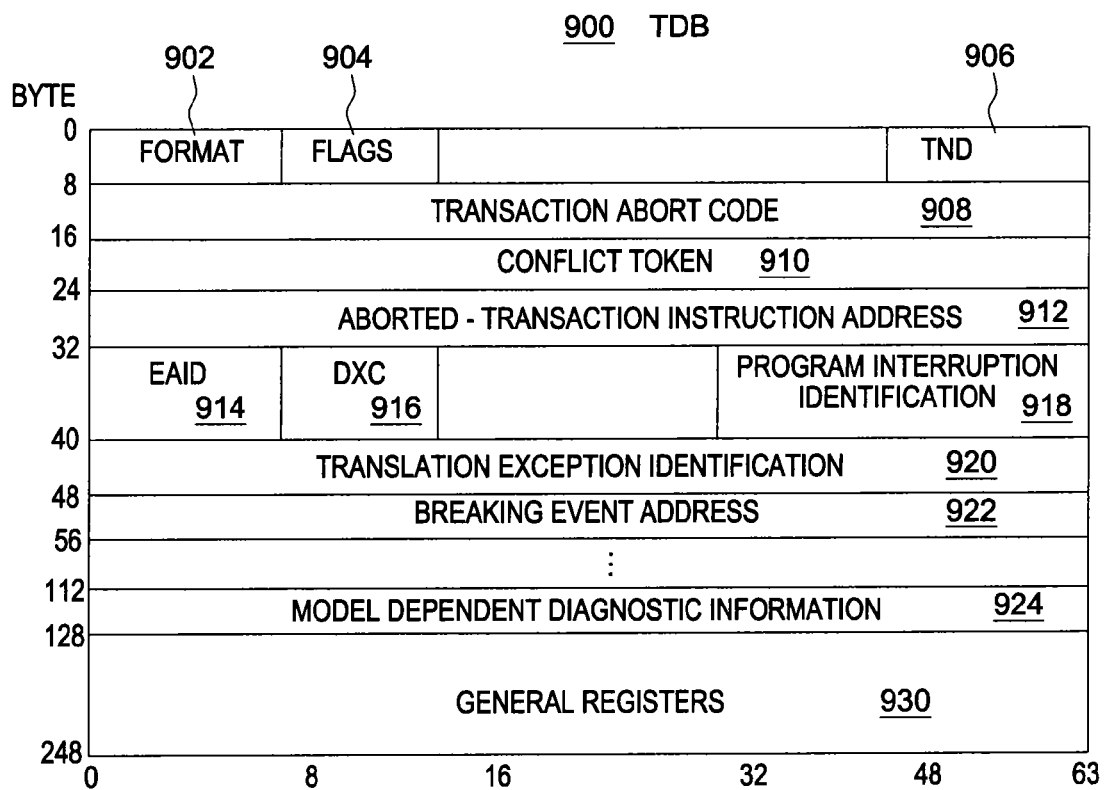 900 TDB
902 904 906
BYTE
0 FORMAT FLAGS TND
8 TRANSACTION ABORT CODE 908
16 CONFLICT TOKEN 910
24 ABORTED - TRANSACTION INSTRUCTION ADDRESS 912
32 EAID 914 DXC 916 PROGRAM INTERRUPTION IDENTIFICATION 918
40 TRANSLATION EXCEPTION IDENTIFICATION 920
48 BREAKING EVENT ADDRESS 922
56 ⋮
112 MODEL DEPENDENT DIAGNOSTIC INFORMATION 924
128 GENERAL REGISTERS 930
248
0 8 16 32 48 63